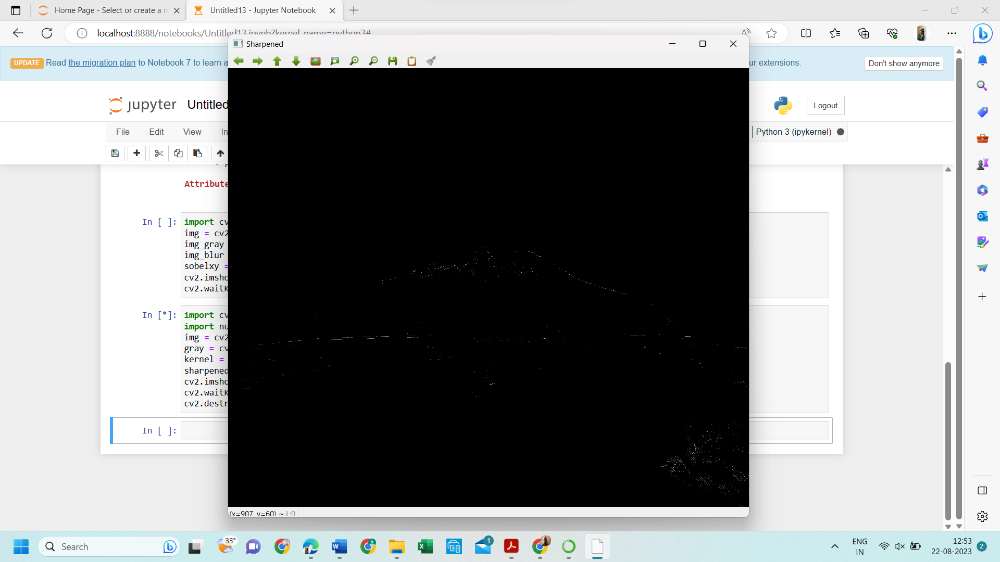 Home Page - Select or create a n
Untitled13 - Jupyter Notebook
localhost:8888/notebooks/Untitled13.ipynb?kernel_name=python3#
Sharpened
UPDATE Read the migration plan to Notebook 7 to learn a
ur extensions.
Don't show anymore
jupyter Untitled
Logout
File Edit View In
Python 3 (ipykernel)
Attribute
In [ ]:
import cv
img = cv2
img_gray
img_blur
sobelxy =
cv2.imsho
cv2.waitK
In [*]:
import cv
import nu
img = cv2
gray = cv
kernel =
sharpened
cv2.imsho
cv2.waitK
cv2.destr
In [ ]:
(x=907, y=60) ~ L:0
33°
Search
1
ENG
IN
12:53
22-08-2023
2